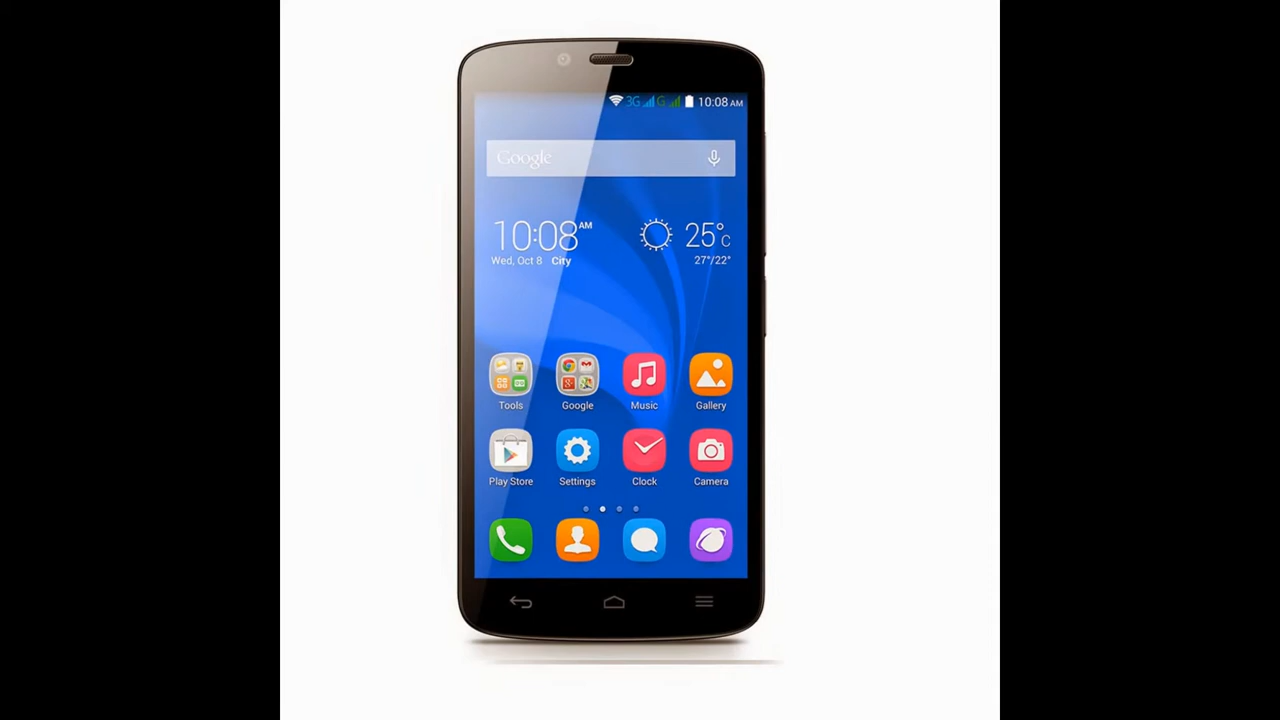 3G G 10:08 AM
Google
10:08 AM
25°c
Wed, Oct 8 City
27°/22°
Tools Google Music Gallery
Play Store Settings Clock Camera